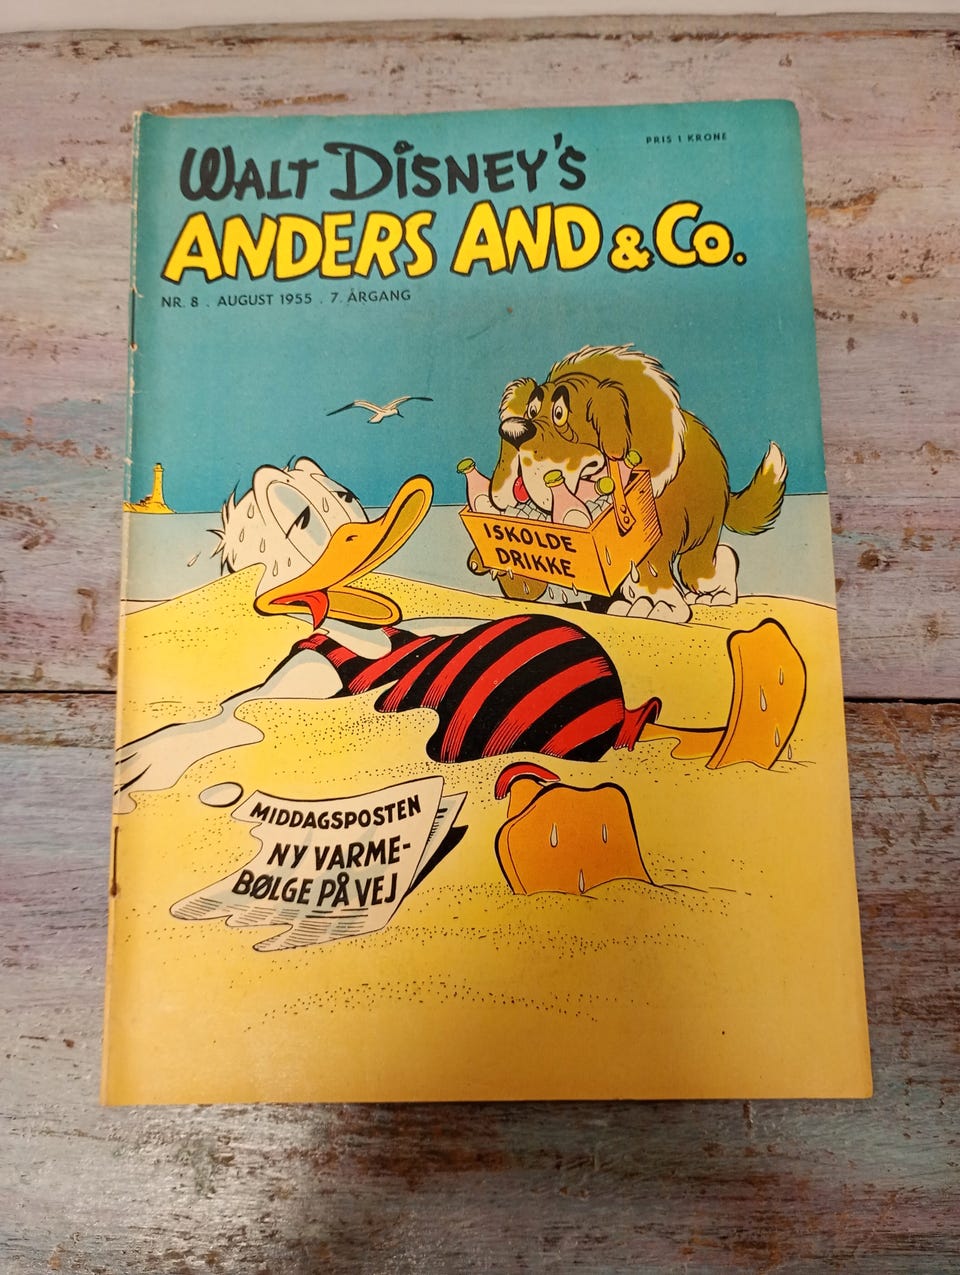 WALT DISNEY'S
PRIS 1 KRONE
ANDERS AND & Co.
NR. 8 . AUGUST 1955 . 7. ÅRGANG
ISKOLDE
DRIKKE
MIDDAGSPOSTEN
NY VARME-
BØLGE PÅ VEJ